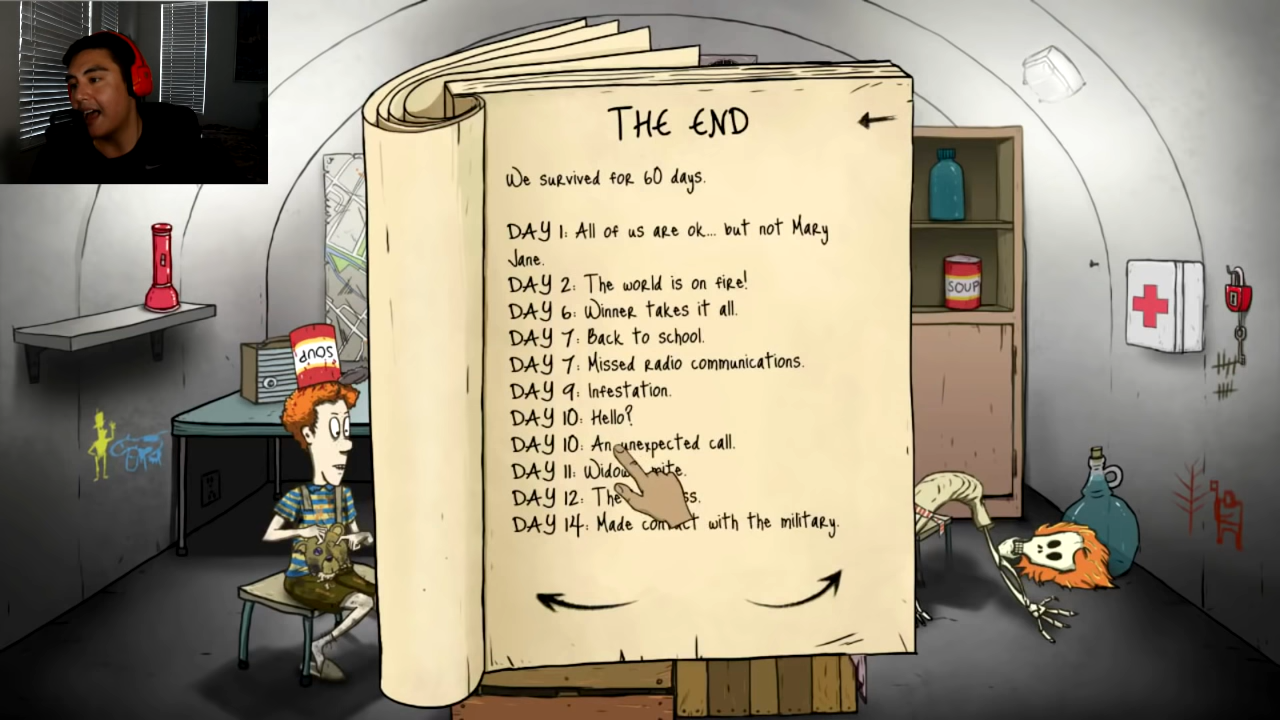 THE END
We survived for 60 days.
DAY 1: All of us are ok... but not Mary
Jane.
DAY 2: The world is on fire!
DAY 6: Winner takes it all.
DAY 7: Back to school.
DAY 7: Missed radio communications.
DAY 9: Infestation.
DAY 10: Hello?
DAY 10: An unexpected call.
DAY 11:
DAY 12:
DAY 14: Made contact with the military.
SOUP
SOUP